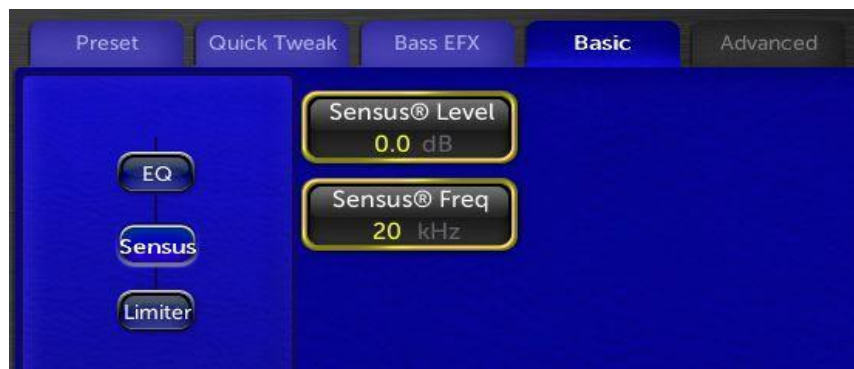 Preset Quick Tweak Bass EFX Basic Advanced
Sensus® Level
0.0 dB
EQ
Sensus® Freq
20 kHz
Sensus
Limiter